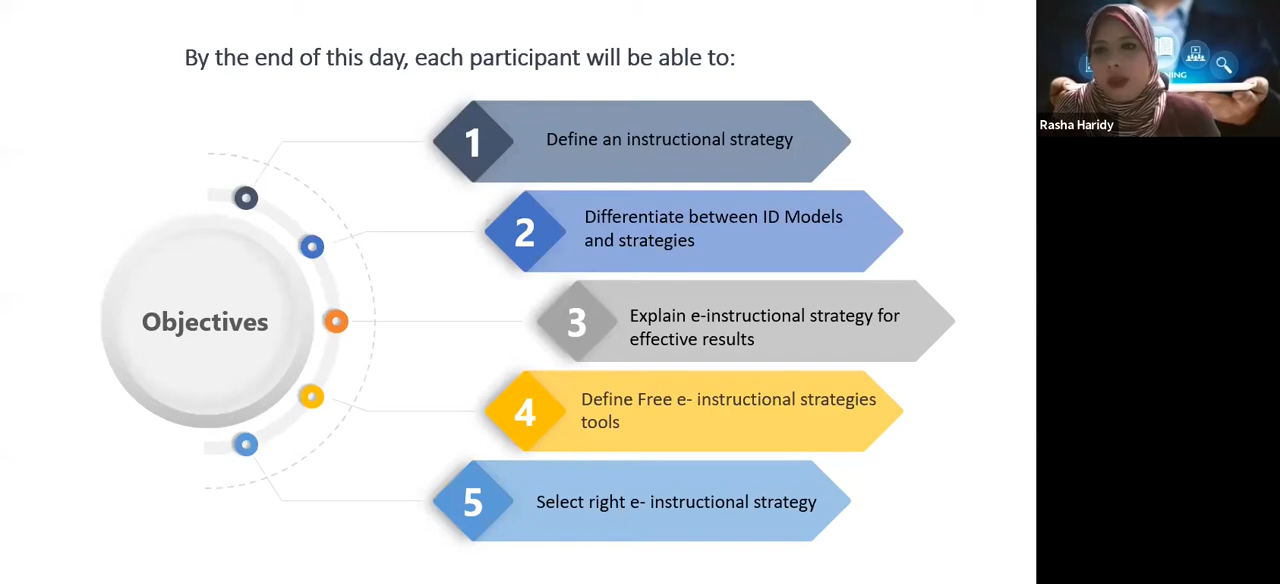 By the end of this day, each participant will be able to:
Objectives
1
Define an instructional strategy
2
Differentiate between ID Models
and strategies
3
Explain e-instructional strategy for
effective results
4
Define Free e- instructional strategies
tools
5
Select right e- instructional strategy
NING
Rasha Haridy